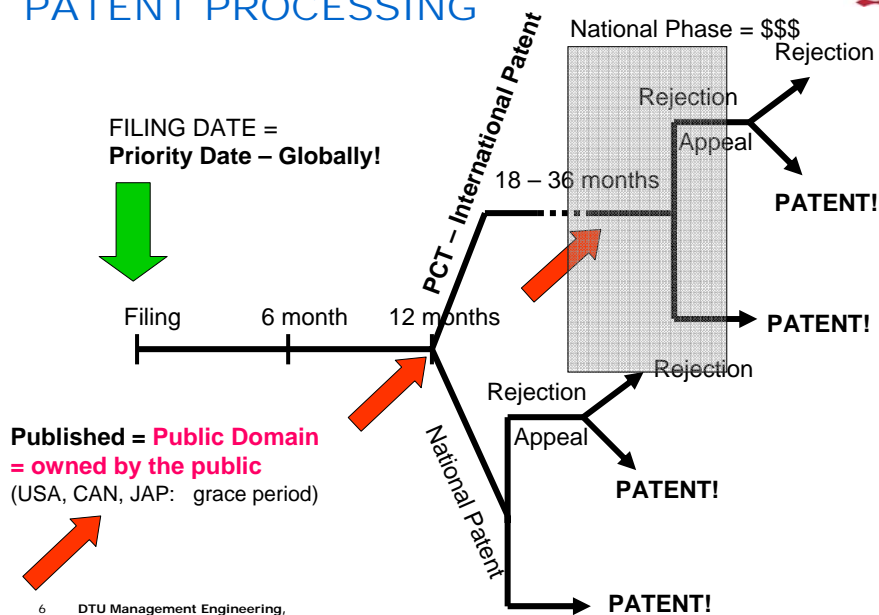 PATENT PROCESSING
National Phase = $$$
Rejection
Rejection
Appeal
PATENT!
FILING DATE =
Priority Date – Globally!
PCT – International Patent
18 – 36 months
Filing
6 month
12 months
PATENT!
Rejection
Rejection
Appeal
PATENT!
National Patent
PATENT!
Published = Public Domain
= owned by the public
(USA, CAN, JAP: grace period)
6 DTU Management Engineering,